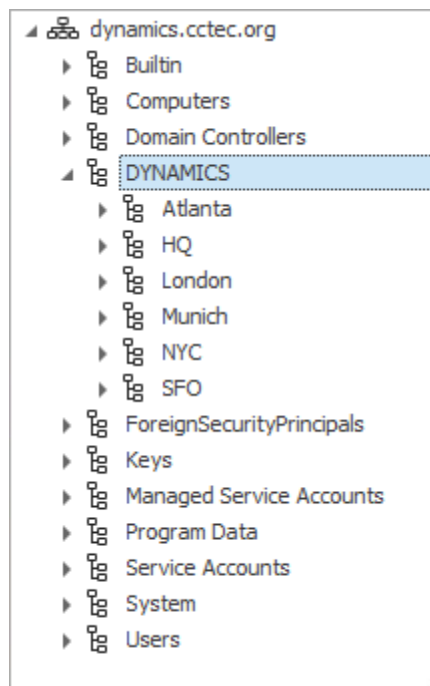 dynamics.cctec.org
Builtin
Computers
Domain Controllers
DYNAMICS
Atlanta
HQ
London
Munich
NYC
SFO
ForeignSecurityPrincipals
Keys
Managed Service Accounts
Program Data
Service Accounts
System
Users